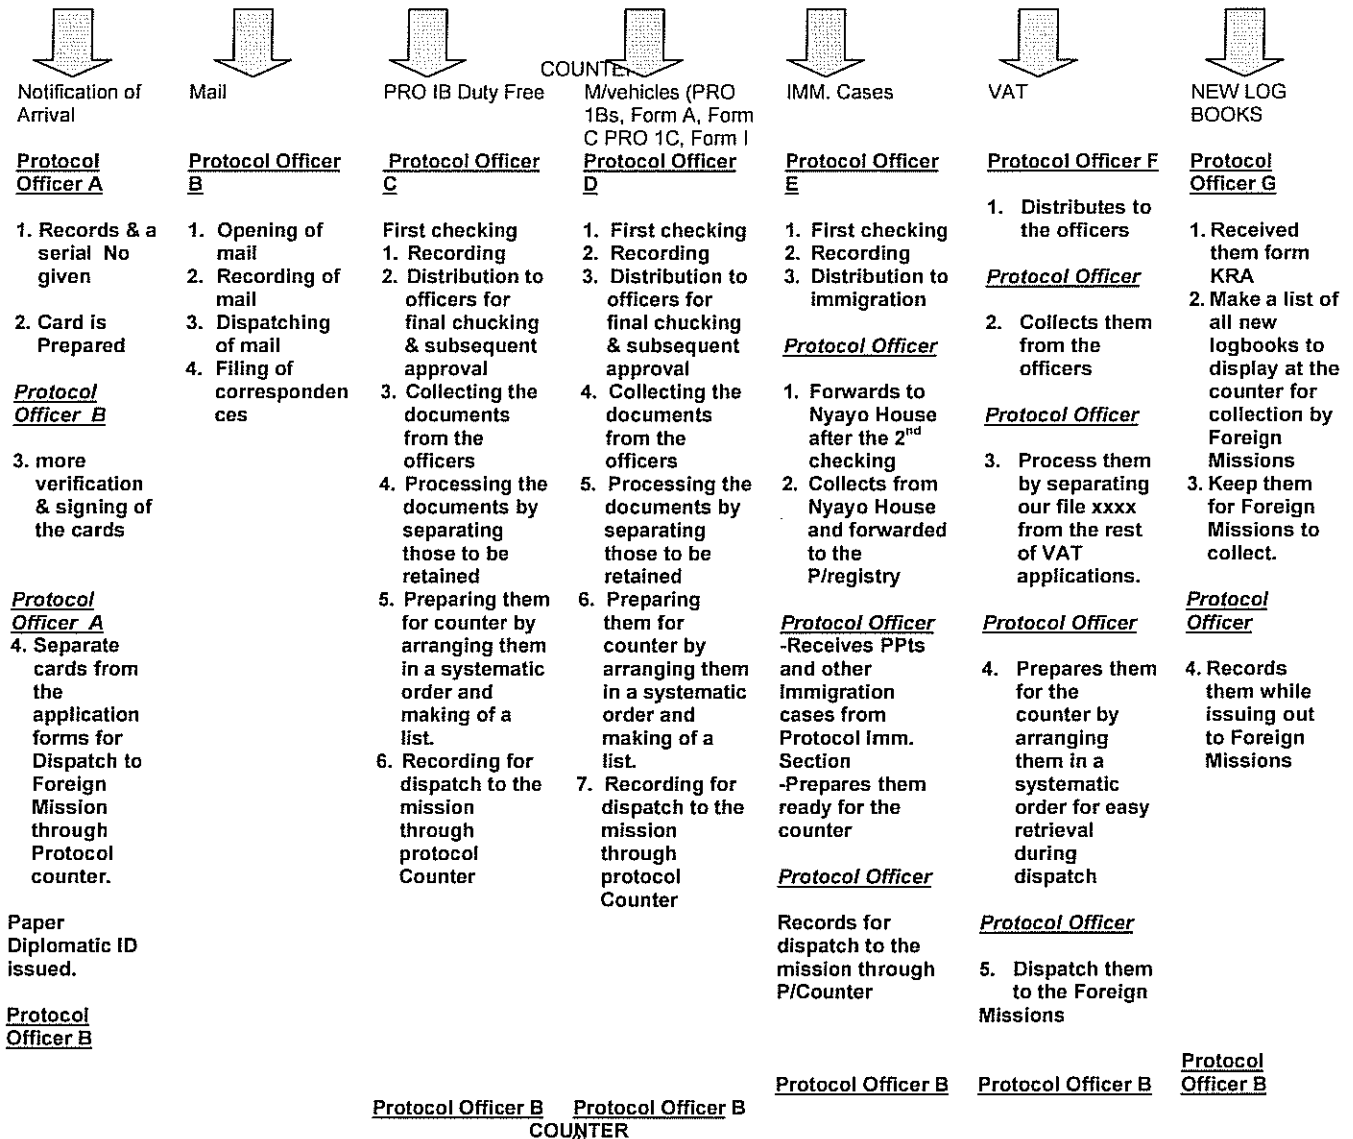 COUNTER
Notification of
Arrival
Protocol
Officer A
1. Records & a
serial No
given
2. Card is
Prepared
Protocol
Officer B
3. more
verification
& signing of
the cards
Protocol
Officer A
4. Separate
cards from
the
application
forms for
Dispatch to
Foreign
Mission
through
Protocol
counter.
Paper
Diplomatic ID
issued.
Protocol
Officer B
Mail
Protocol Officer
B
1. Opening of
mail
2. Recording of
mail
3. Dispatching
of mail
4. Filing of
corresponden
ces
PRO IB Duty Free
Protocol Officer
C
First checking
1. Recording
2. Distribution to
officers for
final chucking
& subsequent
approval
3. Collecting the
documents
from the
officers
4. Processing the
documents by
separating
those to be
retained
5. Preparing them
for counter by
arranging them
in a systematic
order and
making of a
list.
6. Recording for
dispatch to the
mission
through
protocol
Counter
Protocol Officer B
M/vehicles (PRO
1Bs, Form A, Form
C PRO 1C, Form I
Protocol Officer
D
1. First checking
2. Recording
3. Distribution to
officers for
final chucking
& subsequent
approval
4. Collecting the
documents
from the
officers
5. Processing the
documents by
separating
those to be
retained
6. Preparing
them for
counter by
arranging them
in a systematic
order and
making of a
list.
7. Recording for
dispatch to the
mission
through
protocol
Counter
Protocol Officer B
IMM. Cases
Protocol Officer
E
1. First checking
2. Recording
3. Distribution to
immigration
Protocol Officer
1. Forwards to
Nyayo House
after the 2nd
checking
2. Collects from
Nyayo House
and forwarded
to the
P/registry
Protocol Officer
-Receives PPts
and other
Immigration
cases from
Protocol Imm.
Section
-Prepares them
ready for the
counter
Protocol Officer
Records for
dispatch to the
mission through
P/Counter
Protocol Officer B
VAT
Protocol Officer F
1. Distributes to
the officers
Protocol Officer
2. Collects them
from the
officers
Protocol Officer
3. Process them
by separating
our file xxxx
from the rest
of VAT
applications.
Protocol Officer
4. Prepares them
for the
counter by
arranging
them in a
systematic
order for easy
retrieval
during
dispatch
Protocol Officer
5. Dispatch them
to the Foreign
Missions
Protocol Officer B
NEW LOG
BOOKS
Protocol
Officer G
1. Received
them form
KRA
2. Make a list of
all new
logbooks to
display at the
counter for
collection by
Foreign
Missions
3. Keep them
for Foreign
Missions to
collect.
Protocol
Officer
4. Records
them while
issuing out
to Foreign
Missions
Protocol
Officer B
COUNTER